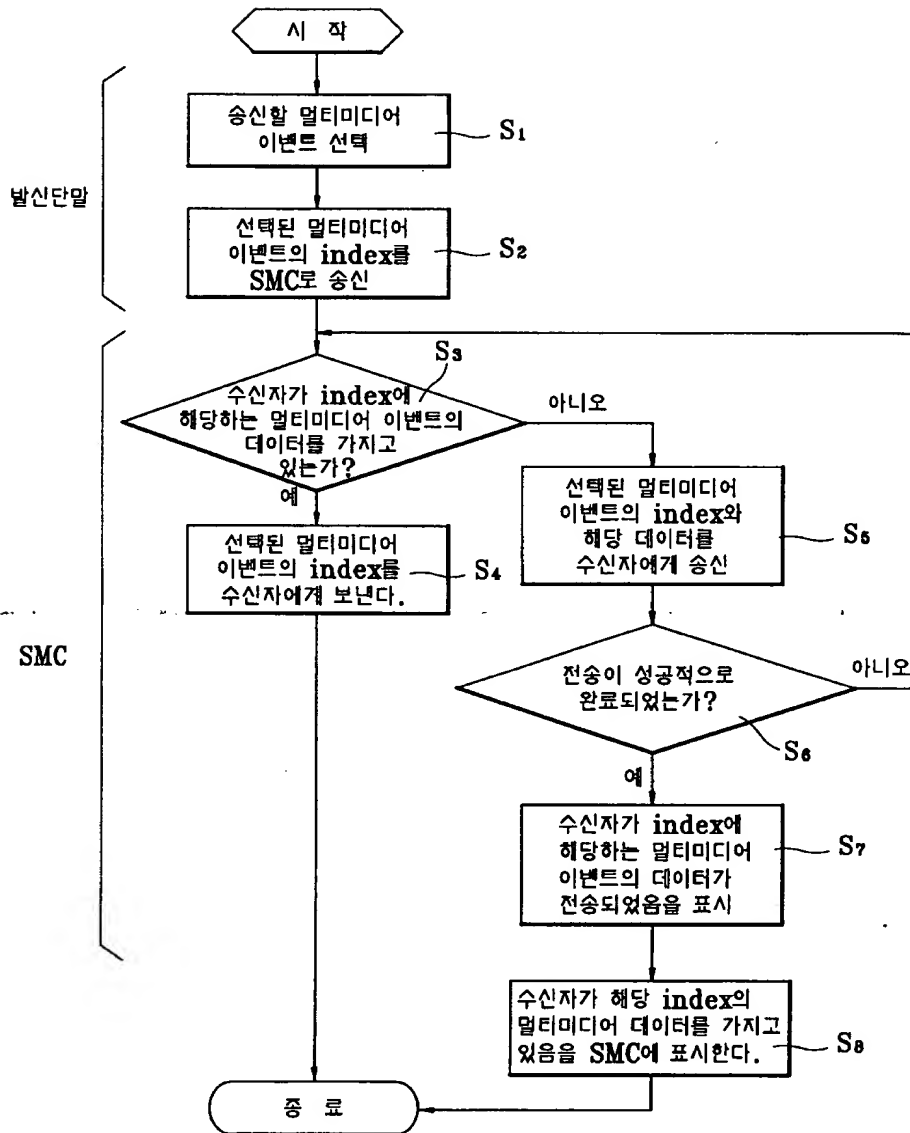 시 작
송신할 멀티미디어
이벤트 선택
S1
발신단말
선택된 멀티미디어
이벤트의 index를
SMC로 송신
S2
S3
수신자가 index에
해당하는 멀티미디어 이벤트의
데이터를 가지고
있는가?
아니오
예
선택된 멀티미디어
이벤트의 index를
수신자에게 보낸다.
S4
선택된 멀티미디어
이벤트의 index와
해당 데이터를
수신자에게 송신
S5
SMC
전송이 성공적으로
완료되었는가?
아니오
S6
예
수신자가 index에
해당하는 멀티미디어
이벤트의 데이터가
전송되었음을 표시
S7
수신자가 해당 index의
멀티미디어 데이터를 가지고
있음을 SMC에 표시한다.
S8
종 료